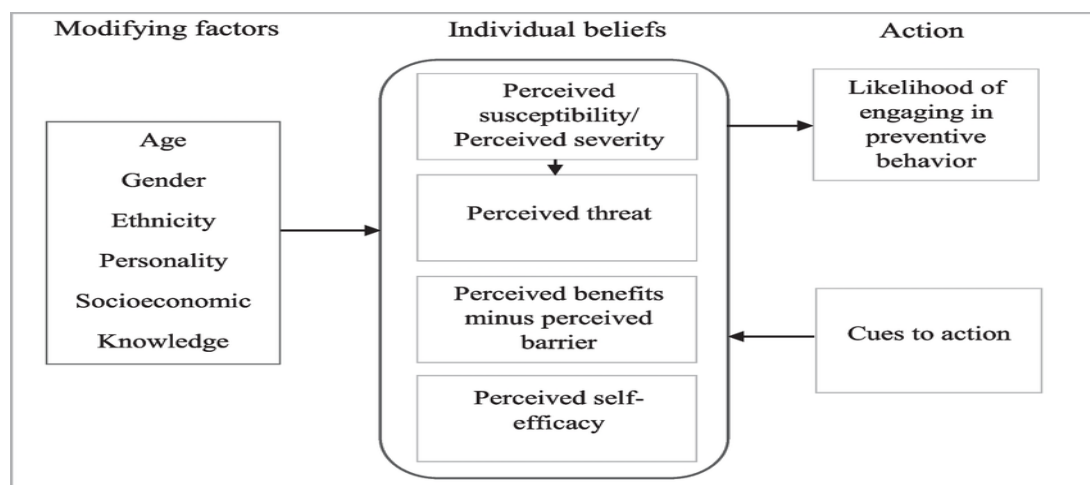 Modifying factors
Individual beliefs
Action
Age
Gender
Ethnicity
Personality
Socioeconomic
Knowledge
Perceived
susceptibility/
Perceived severity
Perceived threat
Perceived benefits
minus perceived
barrier
Perceived self-
efficacy
Likelihood of
engaging in
preventive
behavior
Cues to action